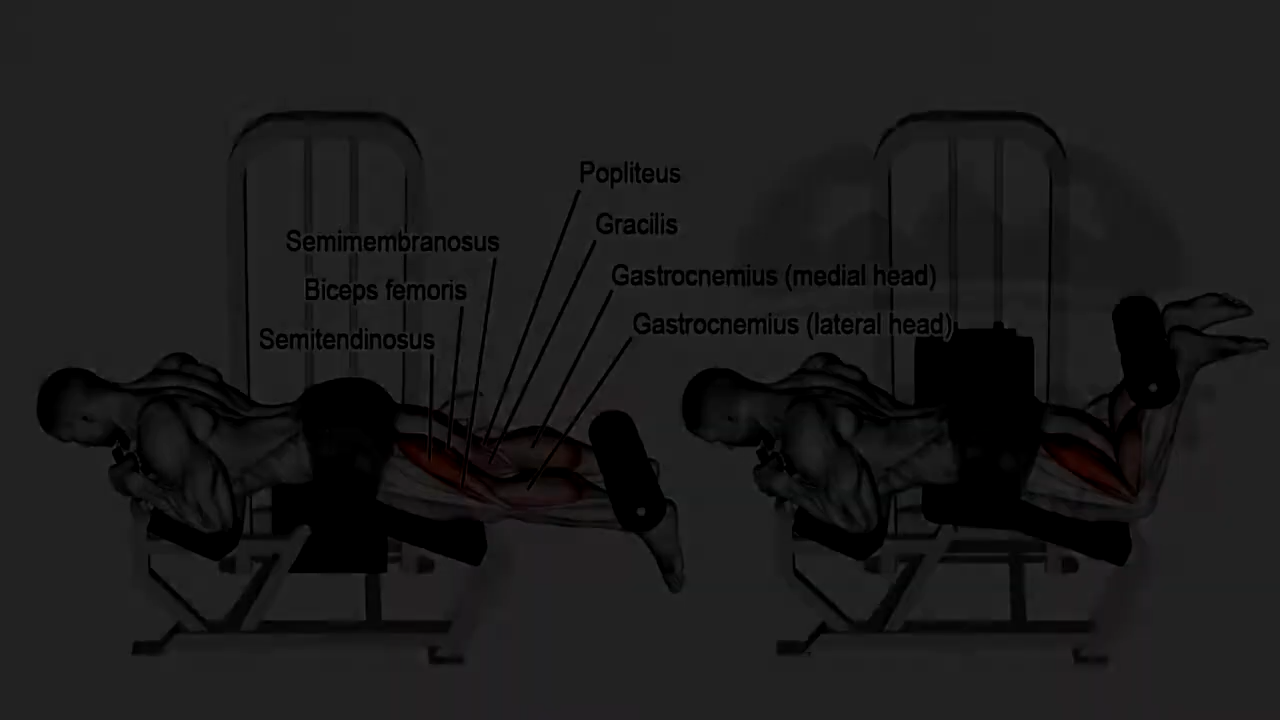 Popliteus
Gracilis
Semimembranosus
Gastrocnemius (medial head)
Biceps femoris
Gastrocnemius (lateral head)
Semitendinosus